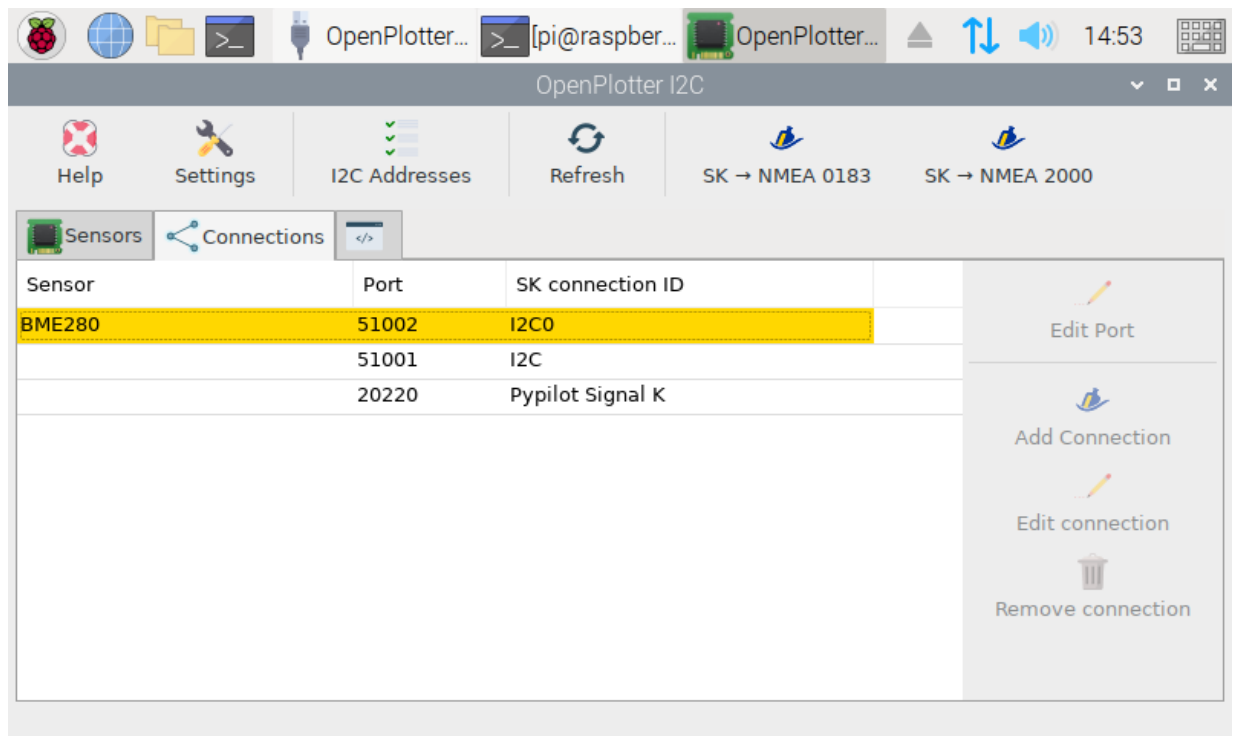 OpenPlotter... [pi@raspber... OpenPlotter... 14:53
OpenPlotter I2C
Help Settings I2C Addresses Refresh SK → NMEA 0183 SK → NMEA 2000
Sensors Connections </>
Sensor Port SK connection ID
BME280 51002 I2C0
51001 I2C
20220 Pypilot Signal K
Edit Port
Add Connection
Edit connection
Remove connection